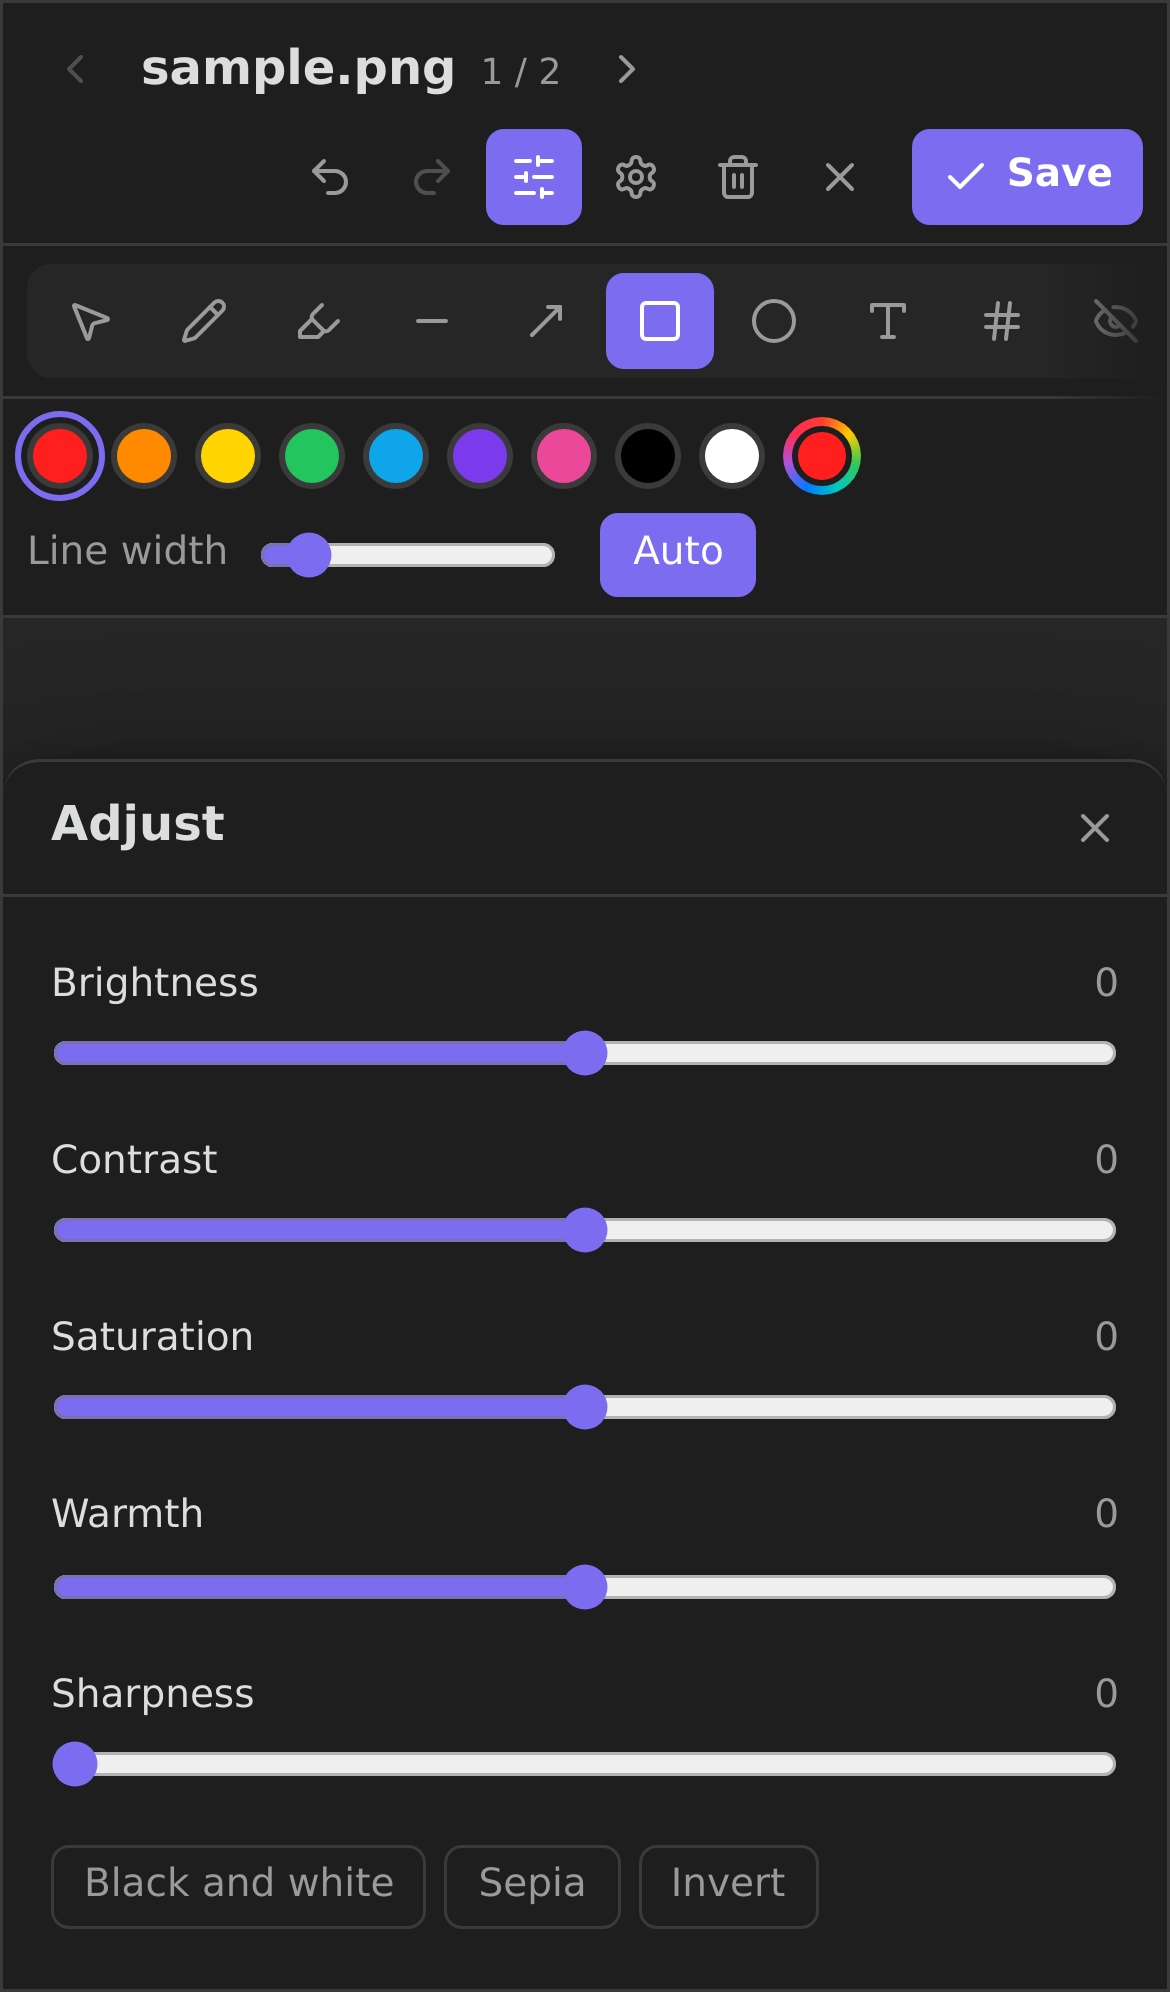 sample.png 1 / 2
Save
Line width Auto
Adjust
Brightness 0
Contrast 0
Saturation 0
Warmth 0
Sharpness 0
Black and white Sepia Invert